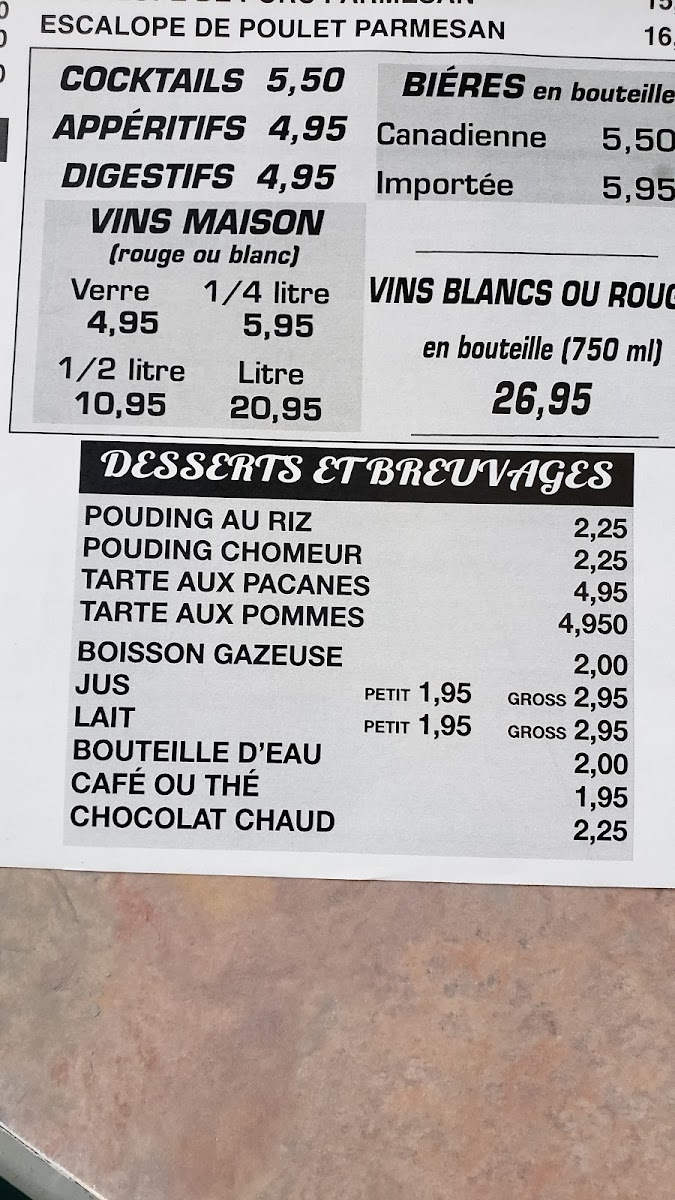 ESCALOPE DE POULET PARMESAN 16,
COCKTAILS 5,50
APPÉRITIFS 4,95
DIGESTIFS 4,95
VINS MAISON
(rouge ou blanc)
Verre 1/4 litre
4,95 5,95
1/2 litre Litre
10,95 20,95
BIÉRES en bouteille
Canadienne 5,50
Importée 5,95
VINS BLANCS OU ROUG
en bouteille (750 ml)
26,95
DESSERTS ET BREUVAGES
POUDING AU RIZ 2,25
POUDING CHOMEUR 2,25
TARTE AUX PACANES 4,95
TARTE AUX POMMES 4,950
BOISSON GAZEUSE 2,00
JUS PETIT 1,95 GROSS 2,95
LAIT PETIT 1,95 GROSS 2,95
BOUTEILLE D'EAU 2,00
CAFÉ OU THÉ 1,95
CHOCOLAT CHAUD 2,25